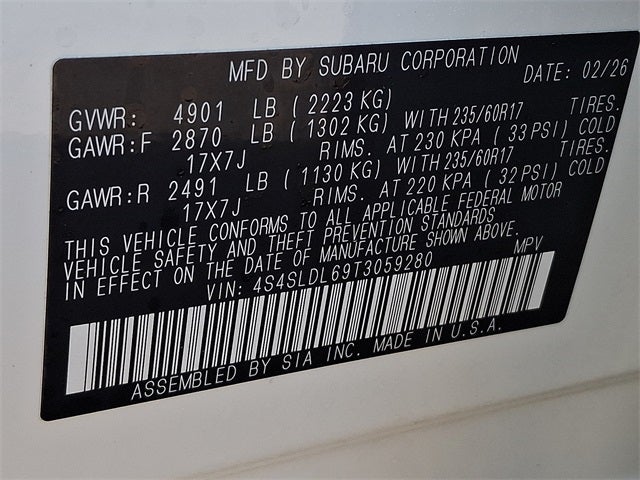 MFD BY SUBARU CORPORATION DATE: 02/26
GVWR: 4901 LB ( 2223 KG)
GAWR:F 2870 LB ( 1302 KG) WITH 235/60R17 TIRES.
17X7J RIMS. AT 230 KPA ( 33 PSI) COLD
GAWR:R 2491 LB ( 1130 KG) WITH 235/60R17 TIRES.
17X7J RIMS. AT 220 KPA ( 32 PSI) COLD
THIS VEHICLE CONFORMS TO ALL APPLICABLE FEDERAL MOTOR
VEHICLE SAFETY AND THEFT PREVENTION STANDARDS
IN EFFECT ON THE DATE OF MANUFACTURE SHOWN ABOVE.
VIN: 4S4SLDL69T3059280 MPV
ASSEMBLED BY SIA INC. MADE IN U.S.A.